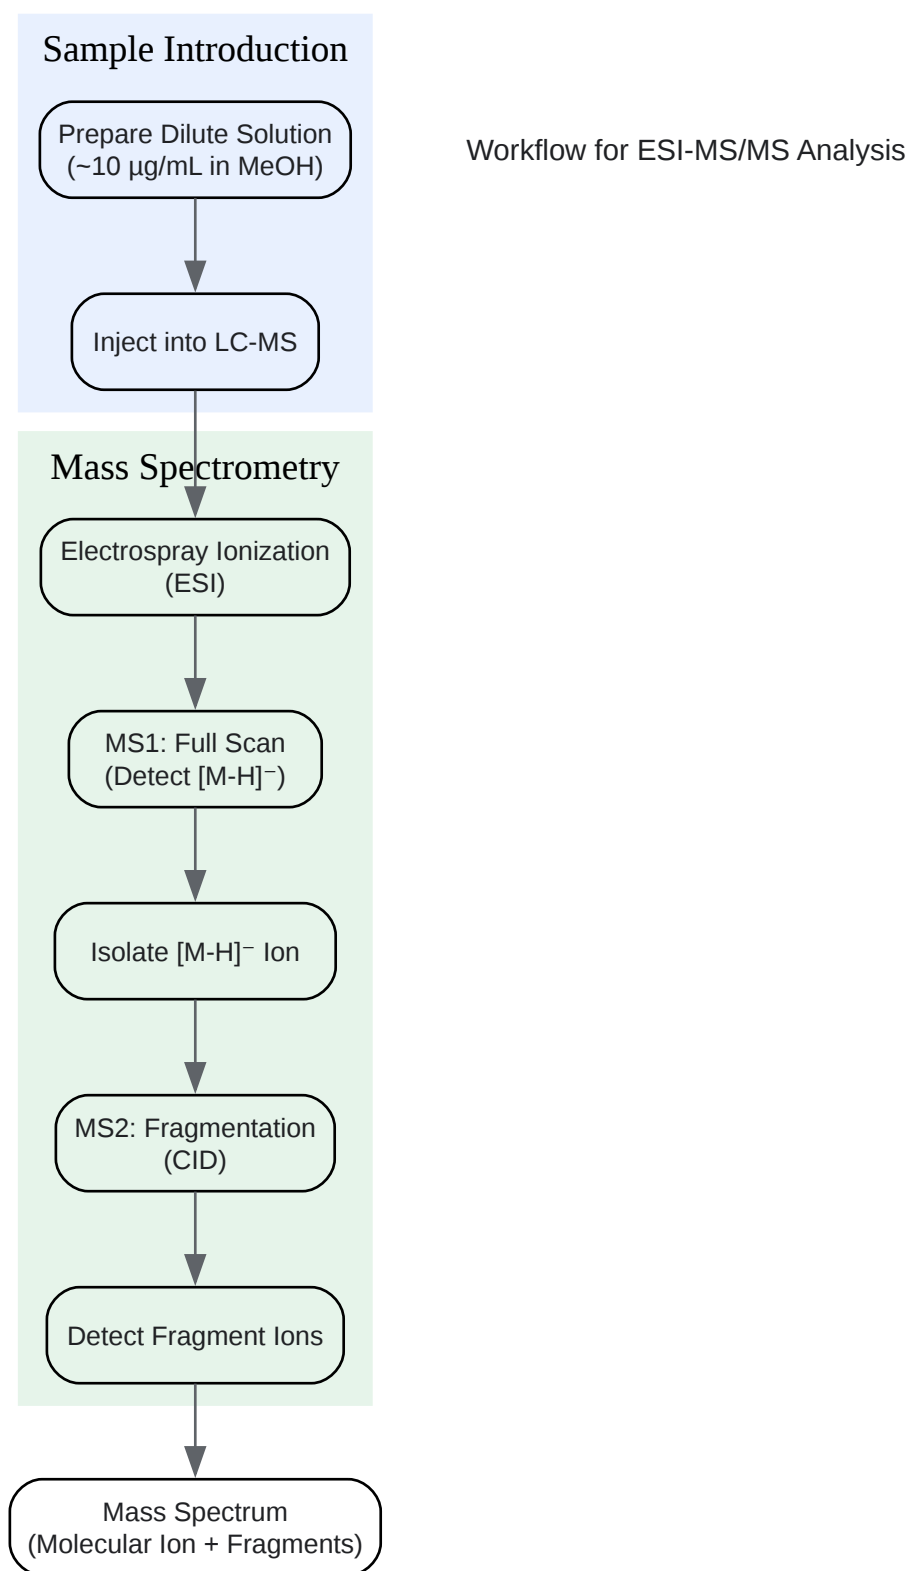 Sample Introduction
Prepare Dilute Solution
(~10 µg/mL in MeOH)
Workflow for ESI-MS/MS Analysis
Inject into LC-MS
Mass Spectrometry
Electrospray Ionization
(ESI)
MS1: Full Scan
(Detect [M-H]⁻)
Isolate [M-H]⁻ Ion
MS2: Fragmentation
(CID)
Detect Fragment Ions
Mass Spectrum
(Molecular Ion + Fragments)